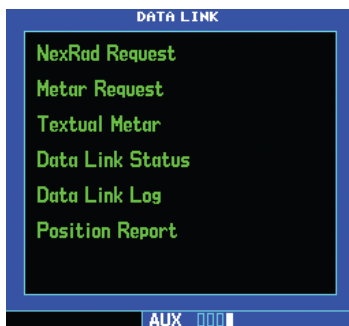 DATA LINK
NexRad Request
Metar Request
Textual Metar
Data Link Status
Data Link Log
Position Report
AUX